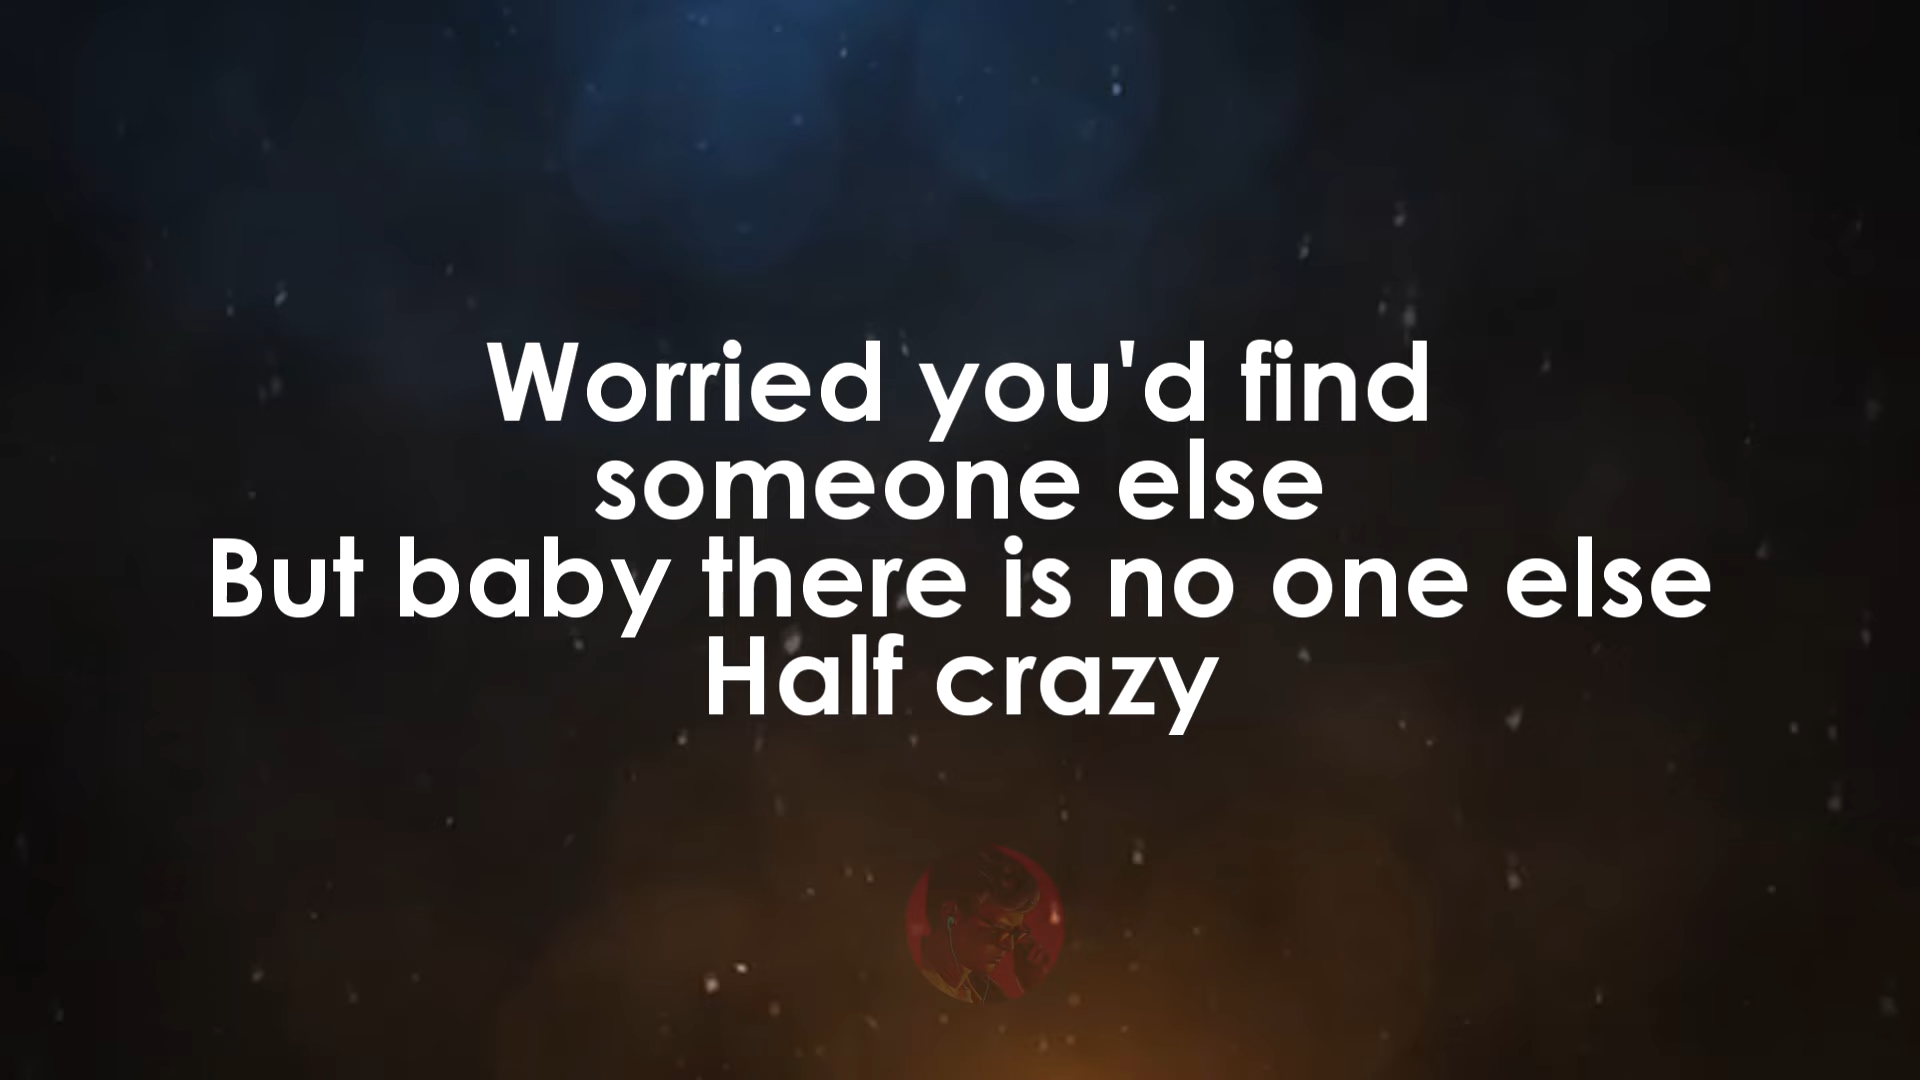 Worried you'd find
someone else
But baby there is no one else
Half crazy